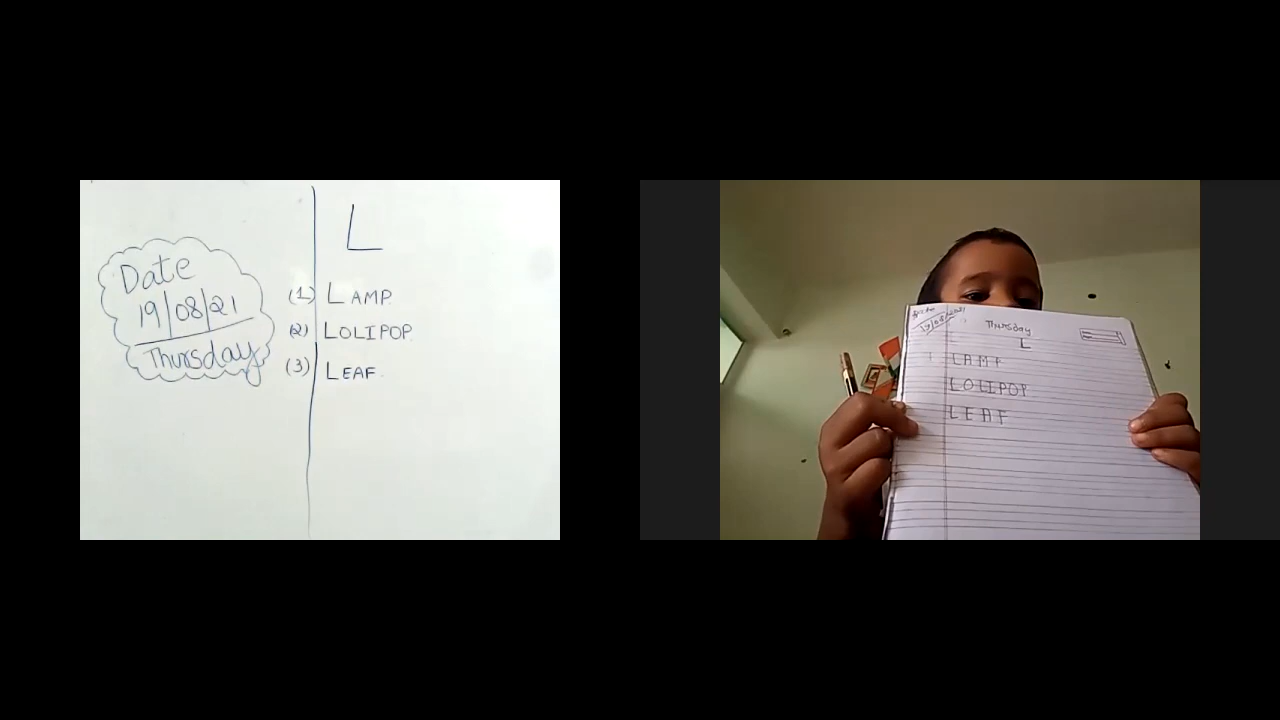 Date
19/08/21
Thursday
L
(1) LAMP
(2) LOLIPOP
(3) LEAF
Thursday
L
LAMP
LOLIPOP
LEAF